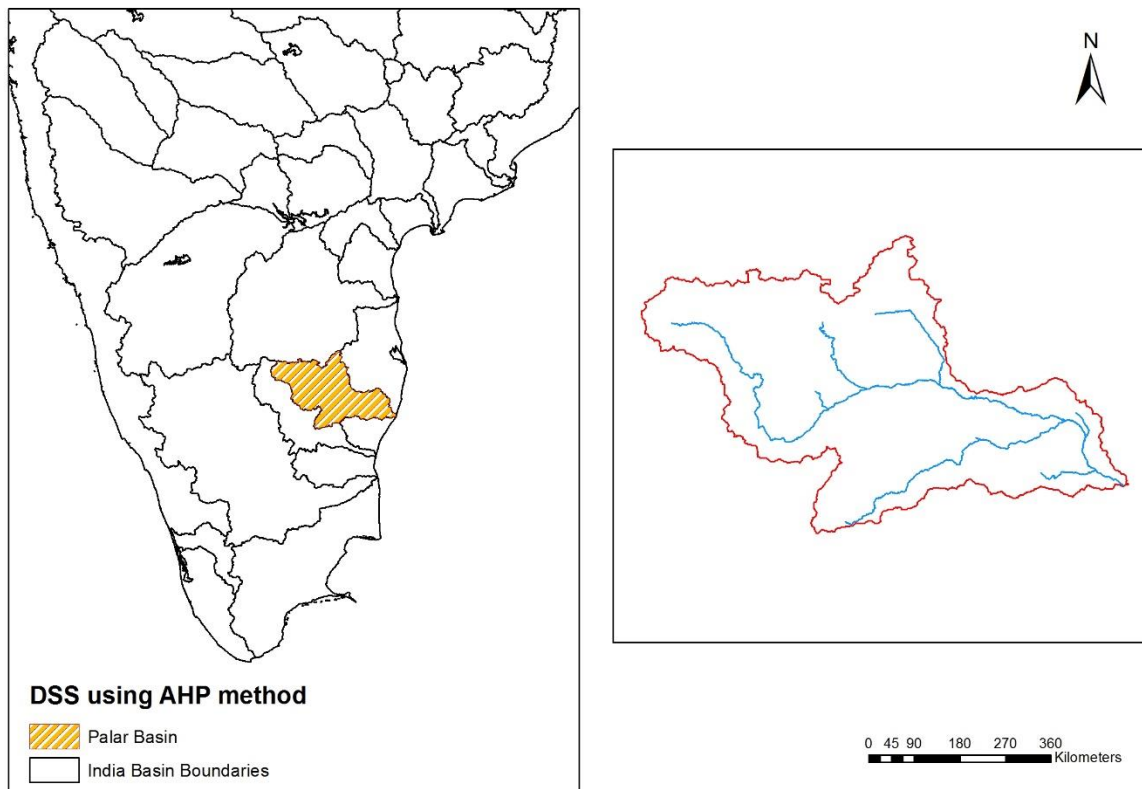 DSS using AHP method
Palar Basin
India Basin Boundaries
N
0 45 90 180 270 360
Kilometers